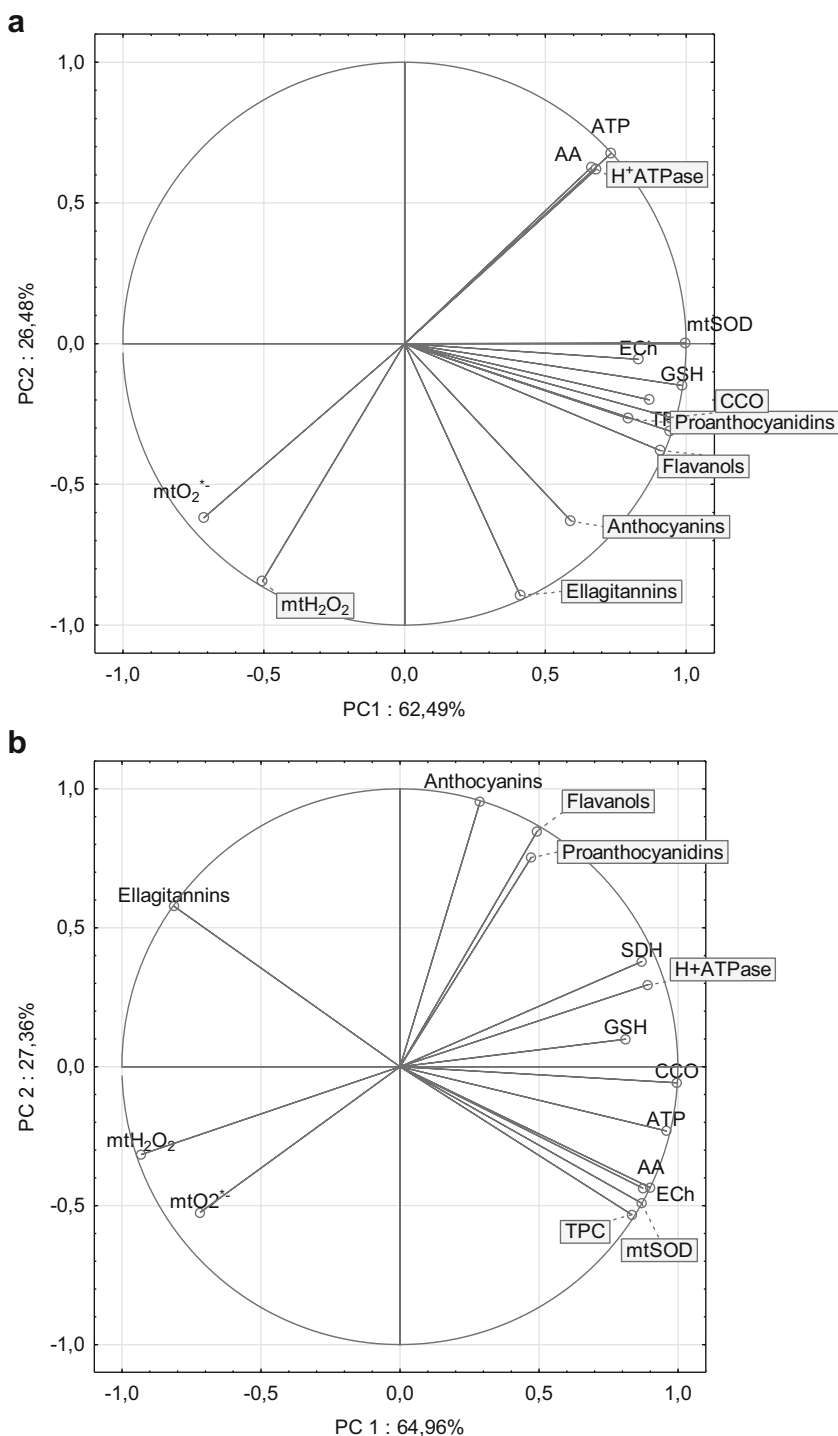 a
1,0
ATP
AA
H⁺ATPase
0,5
mtSOD
0,0
ECh
GSH
CCO
Proanthocyanidins
Flavanols
-0,5
mtO₂*-
Anthocyanins
Ellagitannins
mtH₂O₂
-1,0
PC2 : 26,48%
-1,0 -0,5 0,0 0,5 1,0
PC1 : 62,49%
b
1,0
Anthocyanins
Flavanols
Proanthocyanidins
Ellagitannins
0,5
SDH
H+ATPase
GSH
0,0
CCO
ATP
mtH₂O₂
AA
ECh
mtO2*-
-0,5
TPC
mtSOD
-1,0
PC 2 : 27,36%
-1,0 -0,5 0,0 0,5 1,0
PC 1 : 64,96%